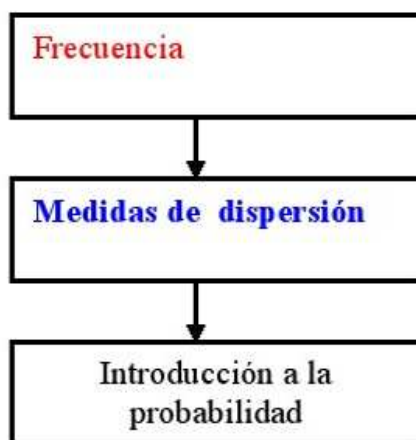 Frecuencia
Medidas de dispersión
Introducción a la
probabilidad